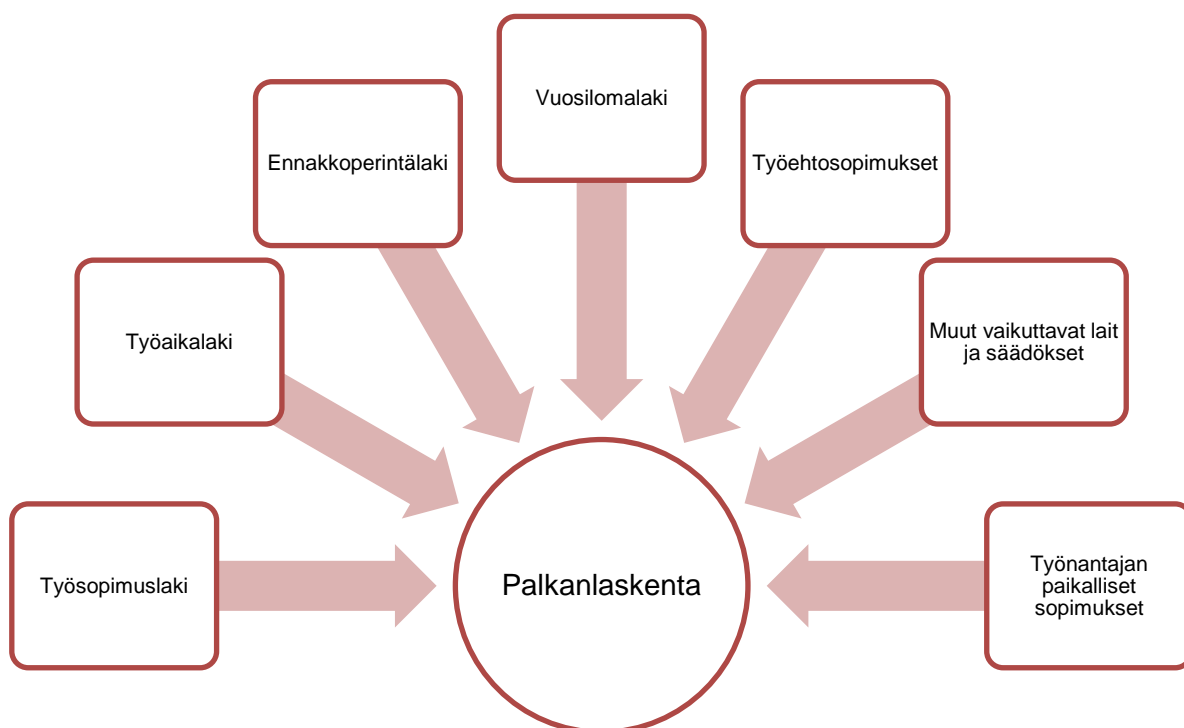 Vuosilomalaki
Ennakkoperintälaki
Työehtosopimukset
Työaikalaki
Muut vaikuttavat lait
ja säädökset
Työsopimuslaki
Palkanlaskenta
Työnantajan
paikalliset
sopimukset